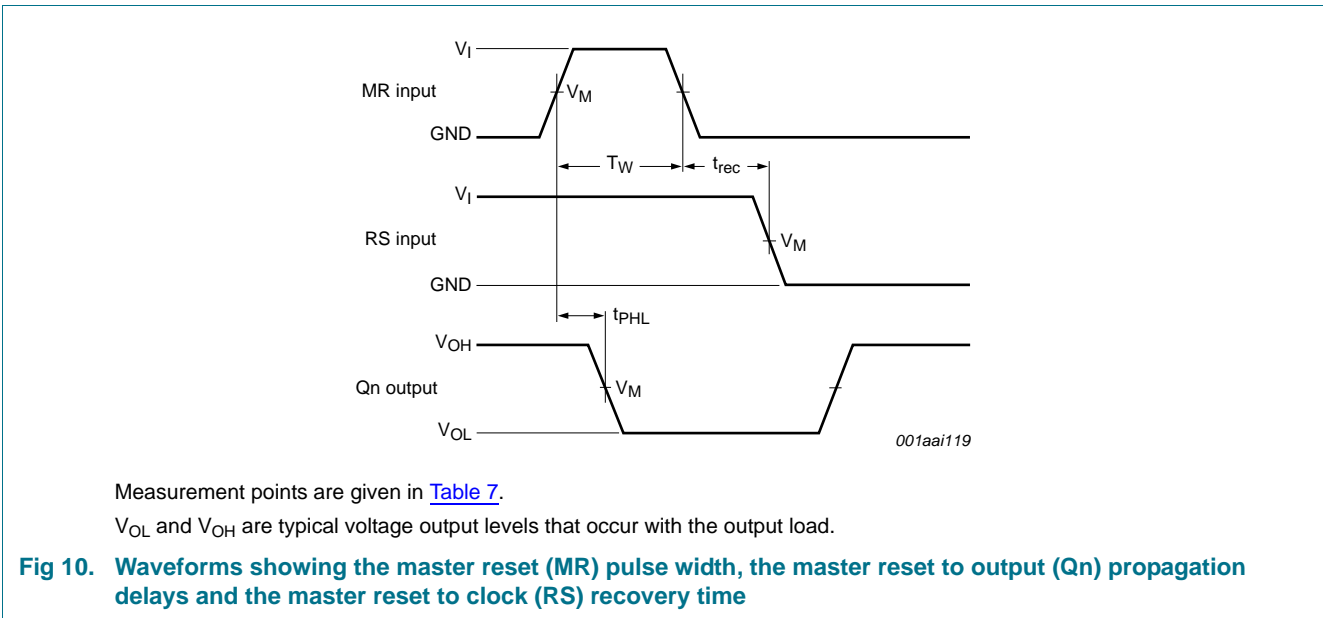 V_I
MR input
V_M
GND
T_W
t_rec
V_I
RS input
V_M
GND
t_PHL
V_OH
Qn output
V_M
V_OL
001aai119
Measurement points are given in Table 7.
V_OL and V_OH are typical voltage output levels that occur with the output load.
Fig 10. Waveforms showing the master reset (MR) pulse width, the master reset to output (Qn) propagation
delays and the master reset to clock (RS) recovery time